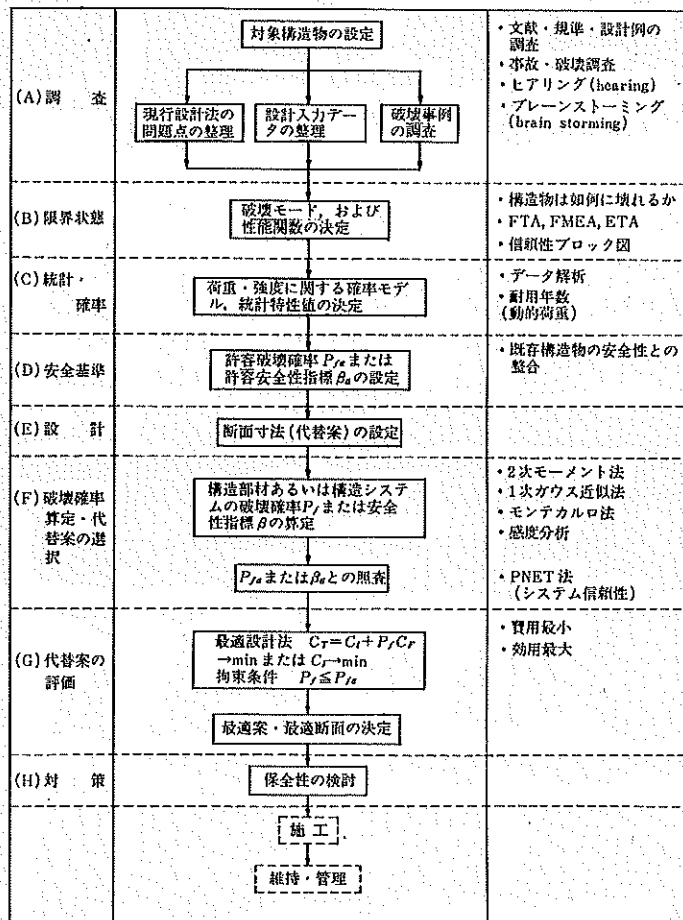 (A) 調　査
対象構造物の設定
現行設計法の
問題点の整理
設計入力デー
タの整理
破壊事例
の調査
・文献・規準・設計例の
調査
・事故・破壊調査
・ヒアリング(hearing)
・ブレーンストーミング
(brain storming)
(B) 限界状態
破壊モード，および
性能関数の決定
・構造物は如何に壊れるか
・FTA, FMEA, ETA
・信頼性ブロック図
(C) 統計・
確率
荷重・強度に関する確率モデ
ル，統計特性値の決定
・データ解析
・耐用年数
(動的荷重)
(D) 安全基準
許容破壊確率 Pfa または
許容安全性指標 βa の設定
・既存構造物の安全性との
整合
(E) 設　計
断面寸法(代替案)の設定
(F) 破壊確率
算定・代
替案の選
択
構造部材あるいは構造システ
ムの破壊確率 Pf または安全
性指標 β の算定
Pfa または βa との照査
・2次モーメント法
・1次ガウス近似法
・モンテカルロ法
・感度分析
・PNET 法
(システム信頼性)
(G) 代替案の
評価
最適設計法　CT=CI+PfCF
→min または CI→min
拘束条件　Pf≦Pfa
最適案・最適断面の決定
・費用最小
・効用最大
(H) 対　策
保全性の検討
施工
維持・管理